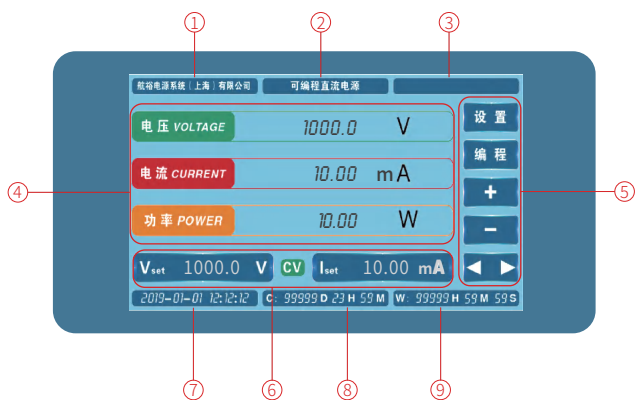 ① ② ③
航裕电源系统（上海）有限公司 可编程直流电源
电压 VOLTAGE 1000.0 V
设置
编程
电流 CURRENT 10.00 mA
④ ⑤
+
功率 POWER 10.00 W
−
Vset 1000.0 V CV Iset 10.00 mA
◀ ▶
2019-01-01 12:12:12 C: 99999 D 23 H 59 M W: 99999 H 59 M 59 S
⑦ ⑥ ⑧ ⑨